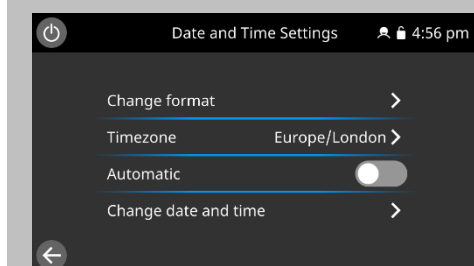 Date and Time Settings 4:56 pm
Change format
Timezone Europe/London
Automatic
Change date and time